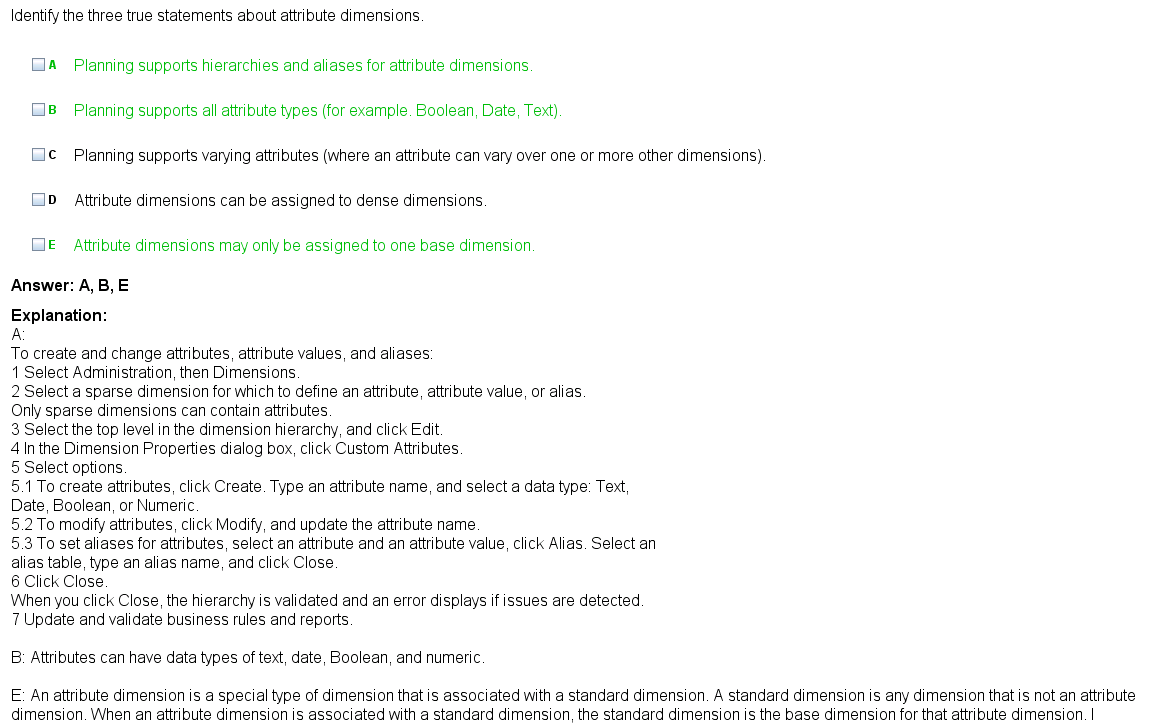 Identify the three true statements about attribute dimensions.
A Planning supports hierarchies and aliases for attribute dimensions.
B Planning supports all attribute types (for example. Boolean, Date, Text).
C Planning supports varying attributes (where an attribute can vary over one or more other dimensions).
D Attribute dimensions can be assigned to dense dimensions.
E Attribute dimensions may only be assigned to one base dimension.
Answer: A, B, E
Explanation:
A:
To create and change attributes, attribute values, and aliases:
1 Select Administration, then Dimensions.
2 Select a sparse dimension for which to define an attribute, attribute value, or alias.
Only sparse dimensions can contain attributes.
3 Select the top level in the dimension hierarchy, and click Edit.
4 In the Dimension Properties dialog box, click Custom Attributes.
5 Select options.
5.1 To create attributes, click Create. Type an attribute name, and select a data type: Text,
Date, Boolean, or Numeric.
5.2 To modify attributes, click Modify, and update the attribute name.
5.3 To set aliases for attributes, select an attribute and an attribute value, click Alias. Select an
alias table, type an alias name, and click Close.
6 Click Close.
When you click Close, the hierarchy is validated and an error displays if issues are detected.
7 Update and validate business rules and reports.
B: Attributes can have data types of text, date, Boolean, and numeric.
E: An attribute dimension is a special type of dimension that is associated with a standard dimension. A standard dimension is any dimension that is not an attribute
dimension. When an attribute dimension is associated with a standard dimension, the standard dimension is the base dimension for that attribute dimension. I